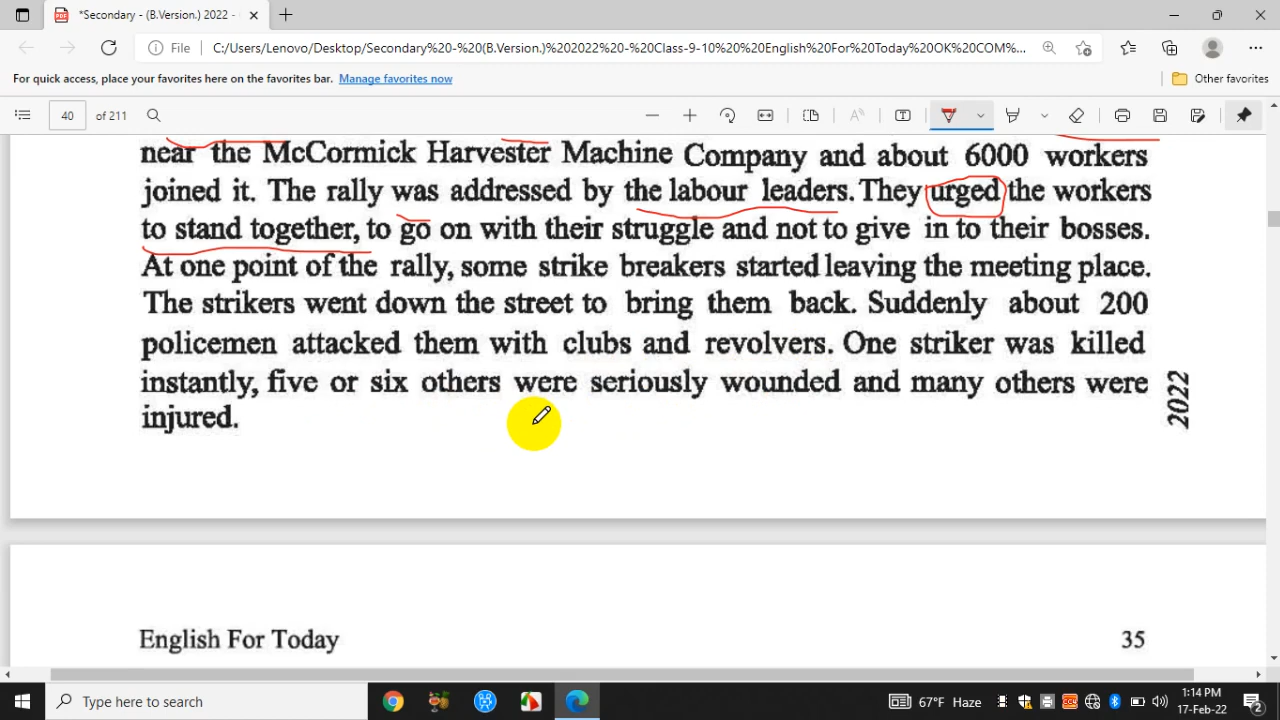 *Secondary - (B.Version.) 2022 -
File C:/Users/Lenovo/Desktop/Secondary%20-%20(B.Version.)%202022%20-%20Class-9-10%20%20English%20For%20Today%20OK%20COM%...
For quick access, place your favorites here on the favorites bar. Manage favorites now Other favorites
40 of 211
near the McCormick Harvester Machine Company and about 6000 workers
joined it. The rally was addressed by the labour leaders. They urged the workers
to stand together, to go on with their struggle and not to give in to their bosses.
At one point of the rally, some strike breakers started leaving the meeting place.
The strikers went down the street to bring them back. Suddenly about 200
policemen attacked them with clubs and revolvers. One striker was killed
instantly, five or six others were seriously wounded and many others were
injured.
2022
English For Today 35
Type here to search
67°F Haze
1:14 PM
17-Feb-22
2